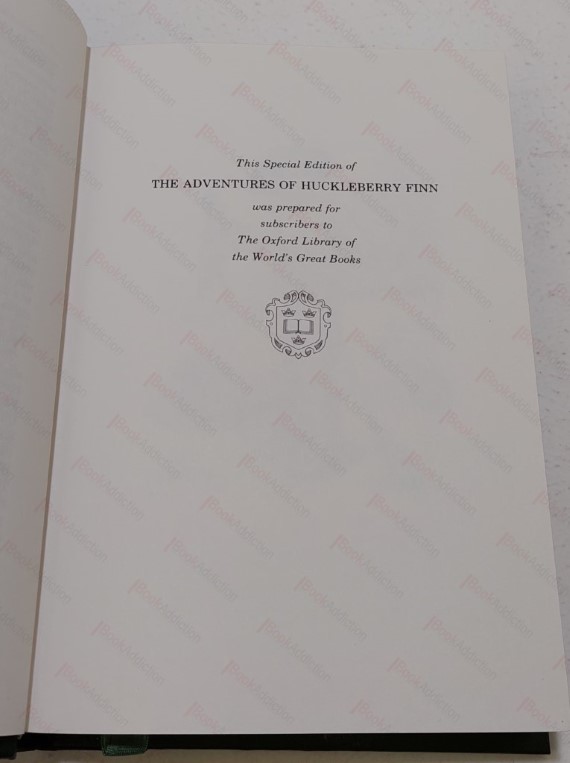 This Special Edition of
THE ADVENTURES OF HUCKLEBERRY FINN
was prepared for
subscribers to
The Oxford Library of
the World's Great Books
BookAddiction